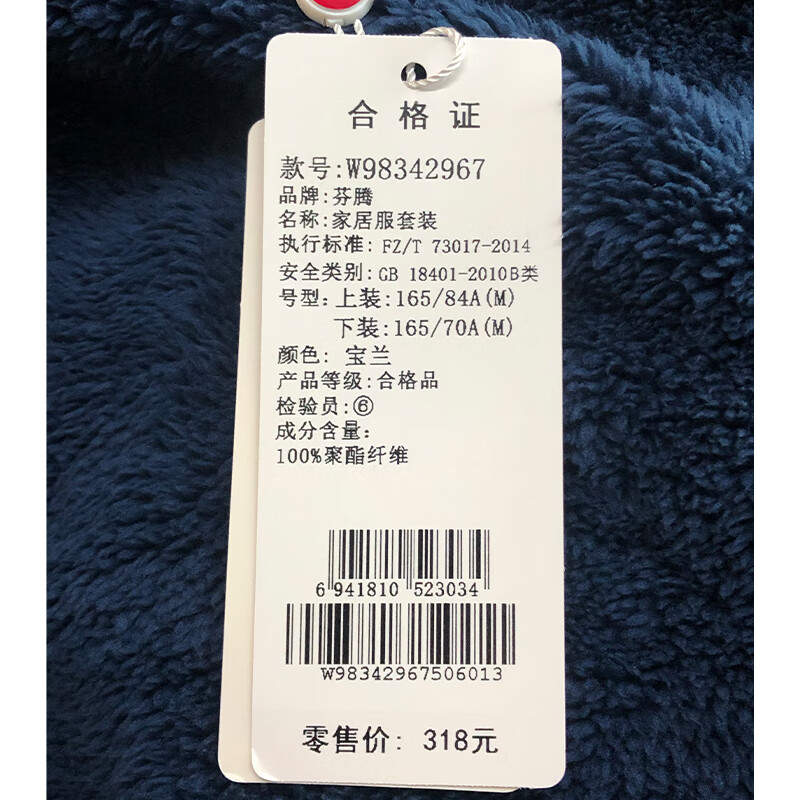 合格证
款号:W98342967
品牌:芬腾
名称:家居服套装
执行标准: FZ/T 73017-2014
安全类别:GB 18401-2010B类
号型:上装:165/84A(M)
下装:165/70A(M)
颜色: 宝兰
产品等级:合格品
检验员:⑥
成分含量:
100%聚酯纤维
6 941810 523034
W98342967506013
零售价: 318元